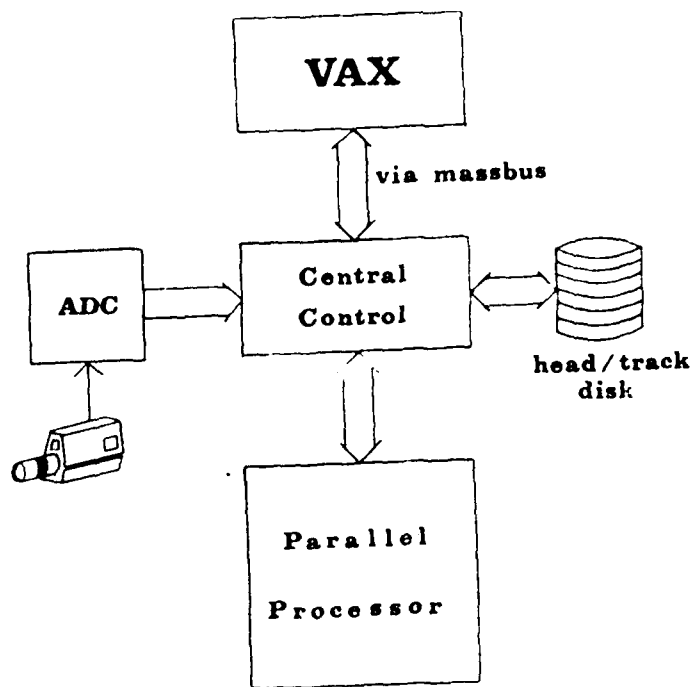 VAX
via massbus
Central
Control
ADC
head/track
disk
Parallel
Processor